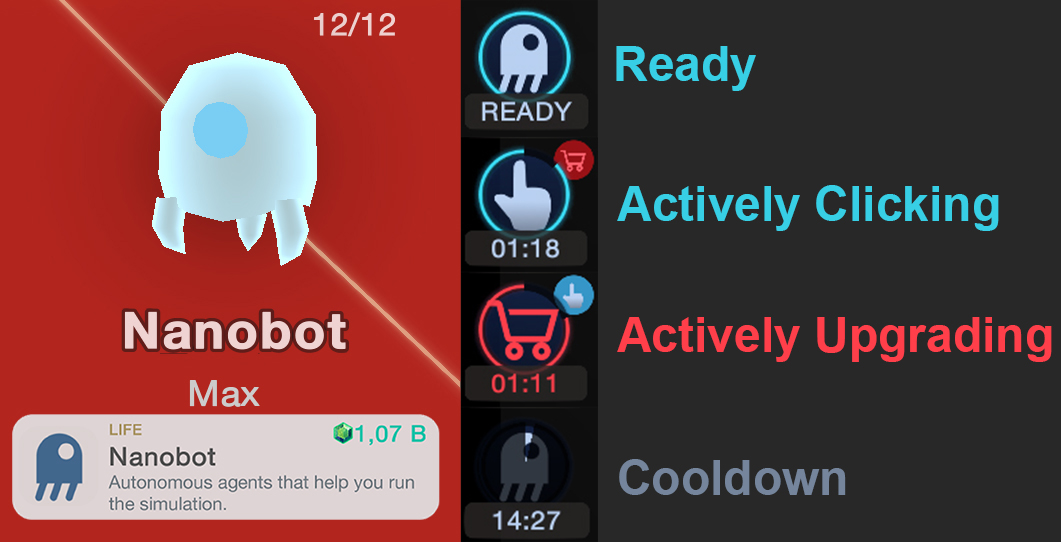 12/12
Nanobot
Max
LIFE
1,07 B
Nanobot
Autonomous agents that help you run
the simulation.
READY
Ready
01:18
Actively Clicking
01:11
Actively Upgrading
14:27
Cooldown